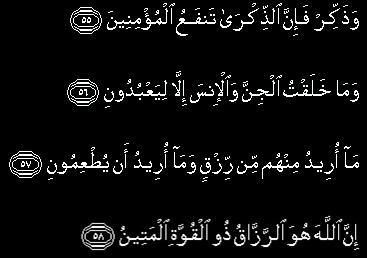 وَذَكِّرْ فَإِنَّ الذِّكْرَىٰ تَنفَعُ الْمُؤْمِنِينَ ٥٥
وَمَا خَلَقْتُ الْجِنَّ وَالْإِنسَ إِلَّا لِيَعْبُدُونِ ٥٦
مَآ أُرِيدُ مِنْهُم مِّن رِّزْقٍ وَمَآ أُرِيدُ أَن يُطْعِمُونِ ٥٧
إِنَّ اللَّهَ هُوَ الرَّزَّاقُ ذُو الْقُوَّةِ الْمَتِينُ ٥٨